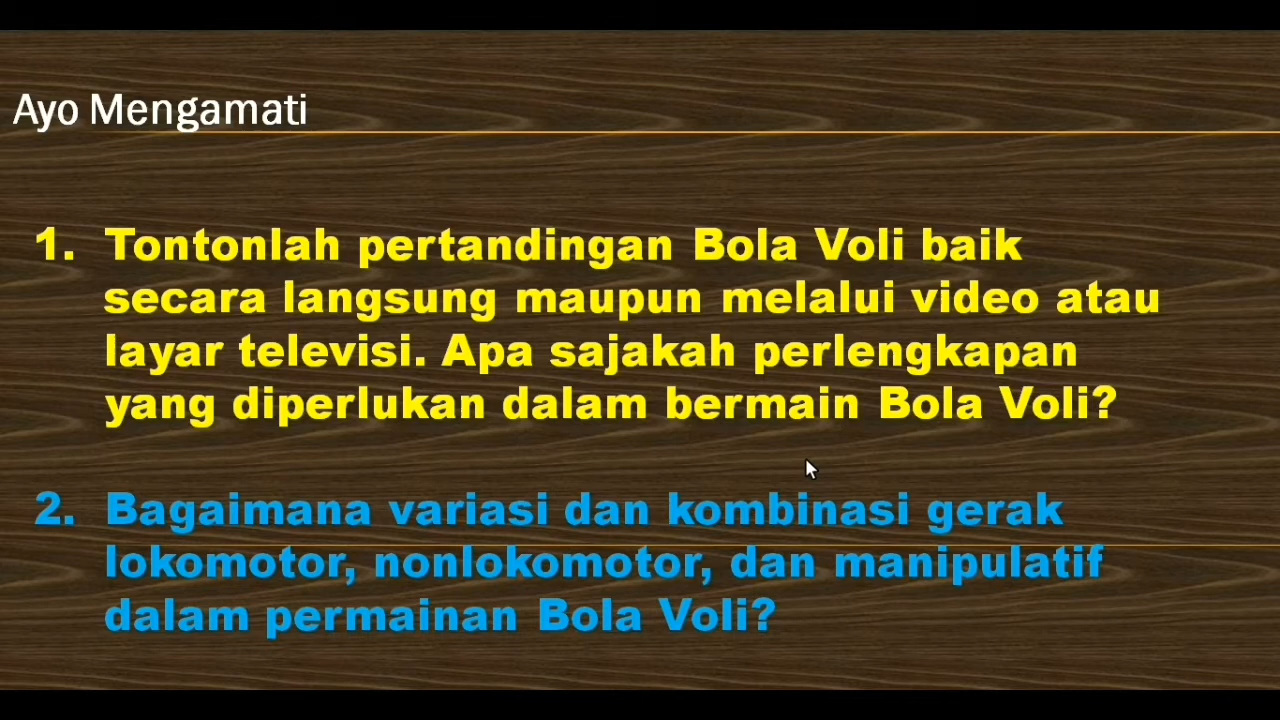 Ayo Mengamati
1. Tontonlah pertandingan Bola Voli baik
secara langsung maupun melalui video atau
layar televisi. Apa sajakah perlengkapan
yang diperlukan dalam bermain Bola Voli?
2. Bagaimana variasi dan kombinasi gerak
lokomotor, nonlokomotor, dan manipulatif
dalam permainan Bola Voli?